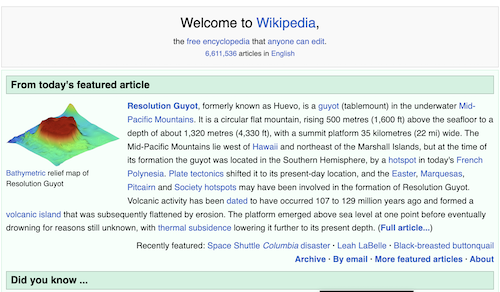 Welcome to Wikipedia,
the free encyclopedia that anyone can edit.
6,611,536 articles in English
From today's featured article
Resolution Guyot, formerly known as Huevo, is a guyot (tablemount) in the underwater Mid-
Pacific Mountains. It is a circular flat mountain, rising 500 metres (1,600 ft) above the seafloor to a
depth of about 1,320 metres (4,330 ft), with a summit platform 35 kilometres (22 mi) wide. The
Mid-Pacific Mountains lie west of Hawaii and northeast of the Marshall Islands, but at the time of
its formation the guyot was located in the Southern Hemisphere, by a hotspot in today's French
Polynesia. Plate tectonics shifted it to its present-day location, and the Easter, Marquesas,
Pitcairn and Society hotspots may have been involved in the formation of Resolution Guyot.
Volcanic activity has been dated to have occurred 107 to 129 million years ago and formed a
volcanic island that was subsequently flattened by erosion. The platform emerged above sea level at one point before eventually
drowning for reasons still unknown, with thermal subsidence lowering it further to its present depth. (Full article...)
Bathymetric relief map of
Resolution Guyot
Recently featured: Space Shuttle Columbia disaster · Leah LaBelle · Black-breasted buttonquail
Archive · By email · More featured articles · About
Did you know ...